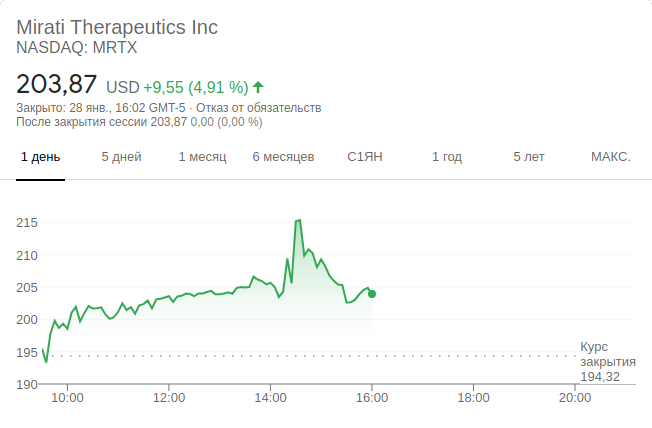 Mirati Therapeutics Inc
NASDAQ: MRTX
203,87 USD +9,55 (4,91 %)
Закрыто: 28 янв., 16:02 GMT-5 · Отказ от обязательств
После закрытия сессии 203,87 0,00 (0,00 %)
1 день 5 дней 1 месяц 6 месяцев С1ЯН 1 год 5 лет МАКС.
215
210
205
200
195
190
Курс
закрытия
194,32
10:00 12:00 14:00 16:00 18:00 20:00